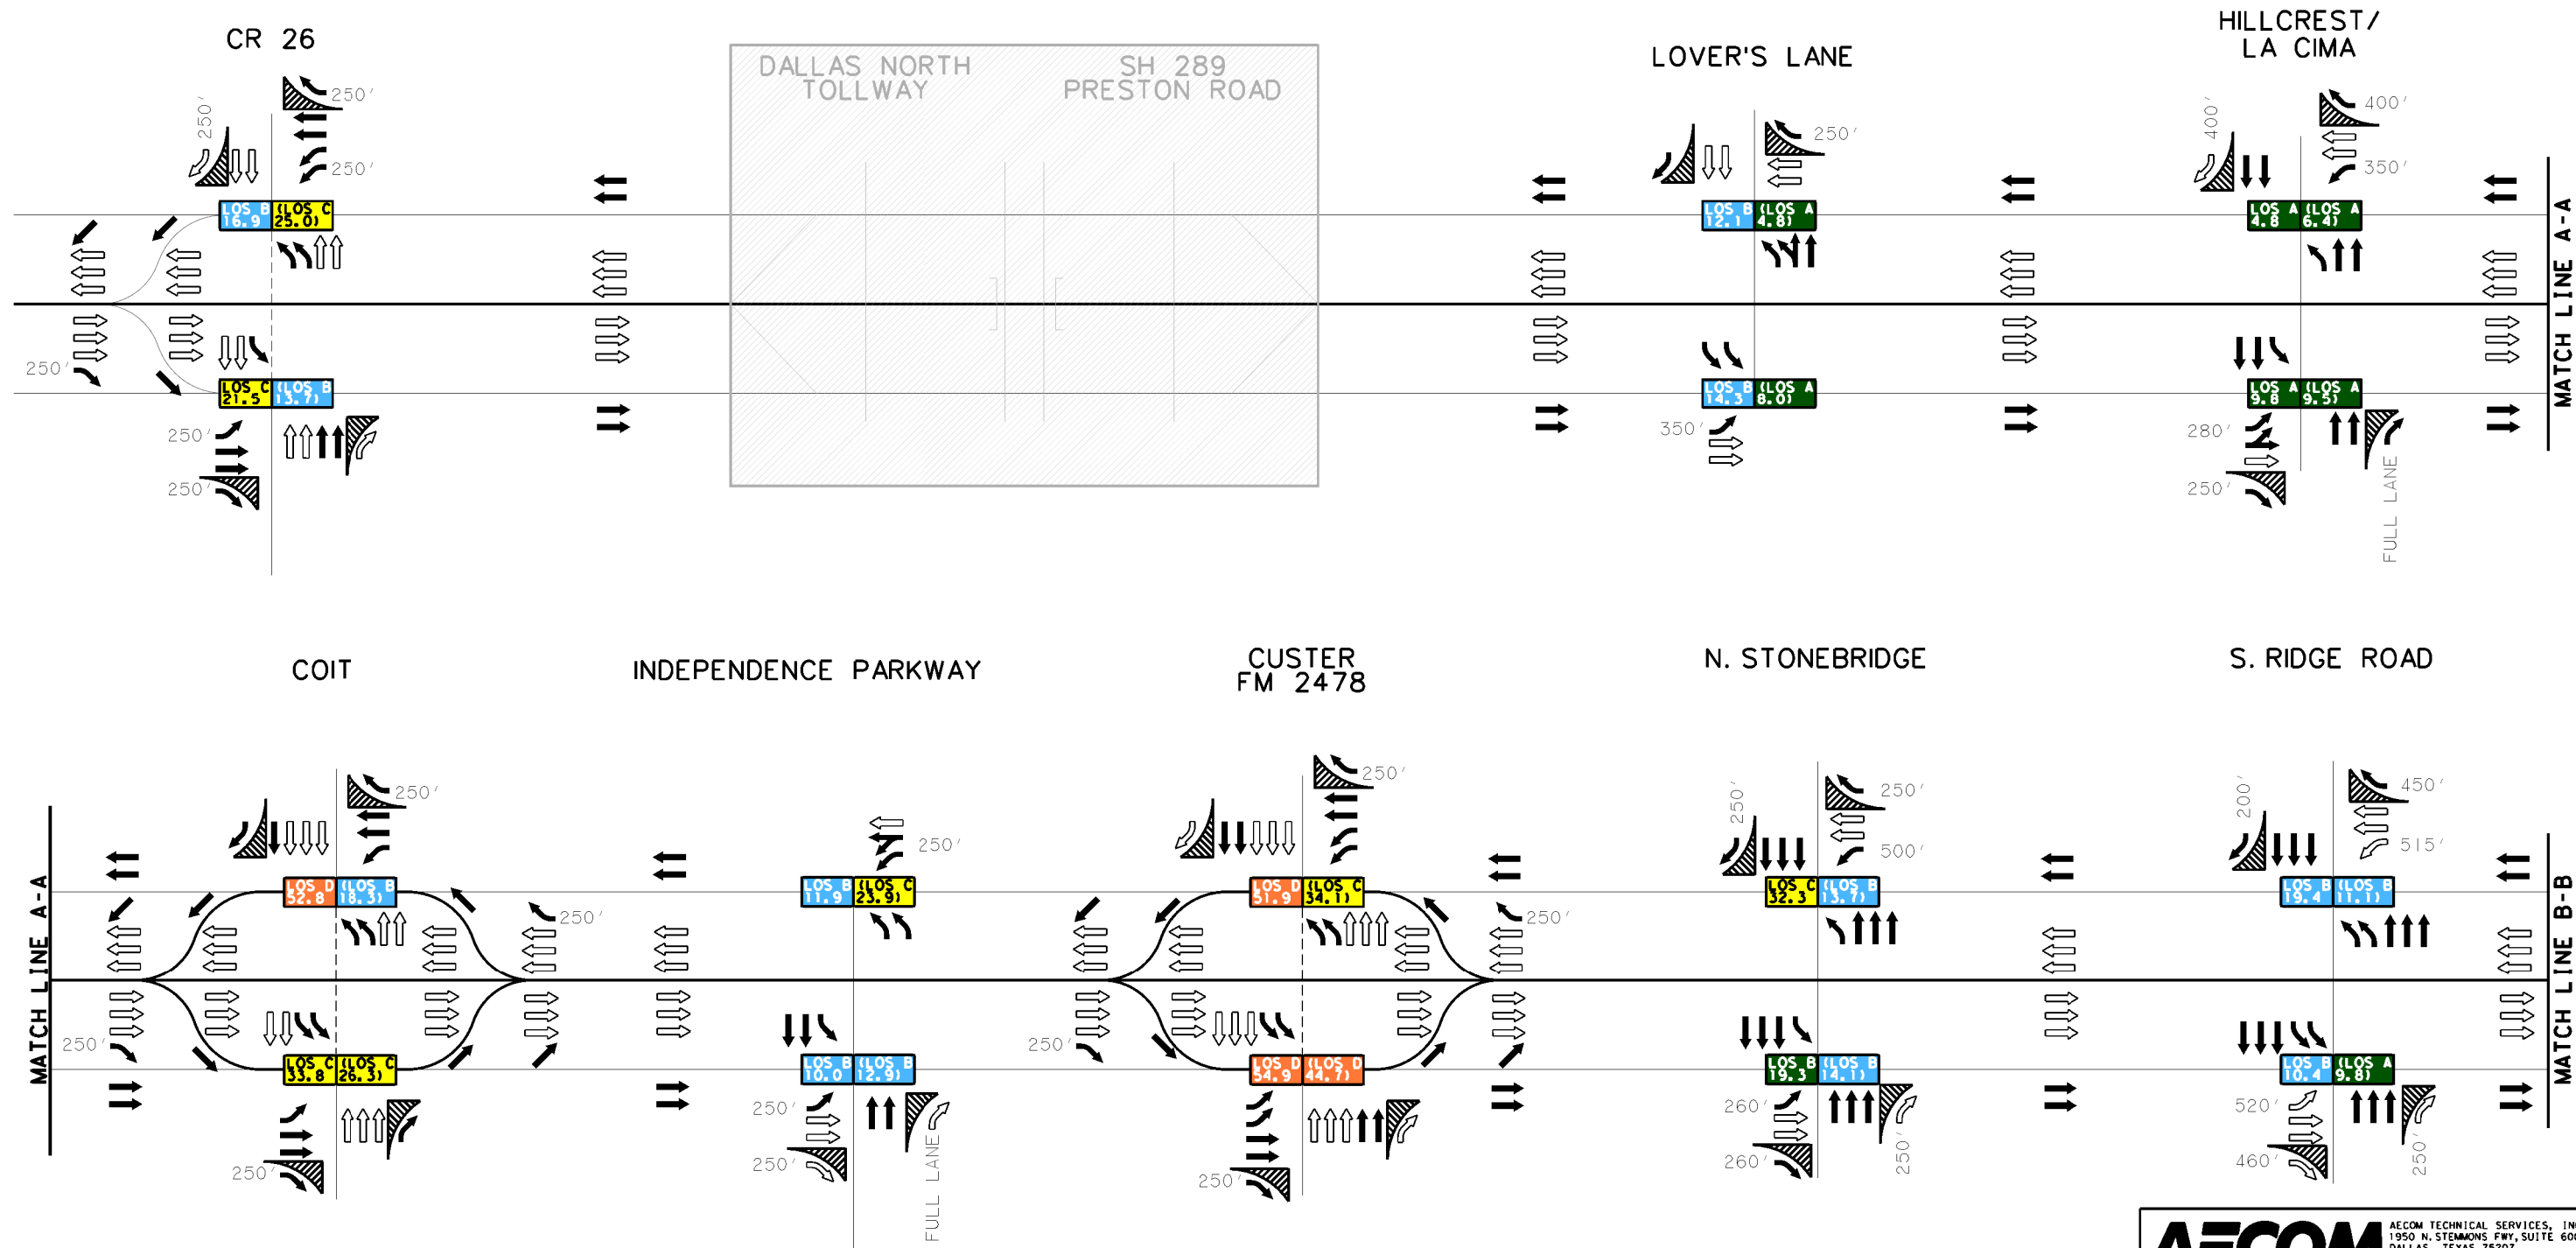 CR 26
250'
250'
250'
LOS B (LOS C
16.9 25.0)
250'
LOS C (LOS B
21.5 13.7)
250'
250'
DALLAS NORTH
TOLLWAY
SH 289
PRESTON ROAD
LOVER'S LANE
250'
LOS B (LOS A
12.1 4.8)
LOS B (LOS A
14.3 8.0)
350'
HILLCREST/
LA CIMA
400'
400'
350'
LOS A (LOS A
4.8 6.4)
LOS A (LOS A
9.8 9.5)
280'
250'
FULL LANE
MATCH LINE A-A
MATCH LINE A-A
COIT
250'
LOS D (LOS B
52.8 18.3)
250'
250'
LOS C (LOS C
33.8 26.3)
250'
INDEPENDENCE PARKWAY
250'
LOS B (LOS C
11.9 23.9)
LOS B (LOS B
10.0 12.9)
250'
250'
FULL LANE
CUSTER
FM 2478
250'
LOS D (LOS C
51.9 34.1)
250'
250'
LOS D (LOS D
54.9 44.7)
250'
N. STONEBRIDGE
250'
250'
500'
LOS C (LOS B
32.3 13.7)
LOS B (LOS B
19.3 14.1)
260'
260'
250'
S. RIDGE ROAD
200'
450'
515'
LOS B (LOS B
19.4 11.1)
LOS B (LOS A
10.4 9.8)
520'
460'
250'
MATCH LINE B-B
AECOM
AECOM TECHNICAL SERVICES,
1950 N. STEMMONS FWY, SUITE
DALLAS, TEXAS 75207